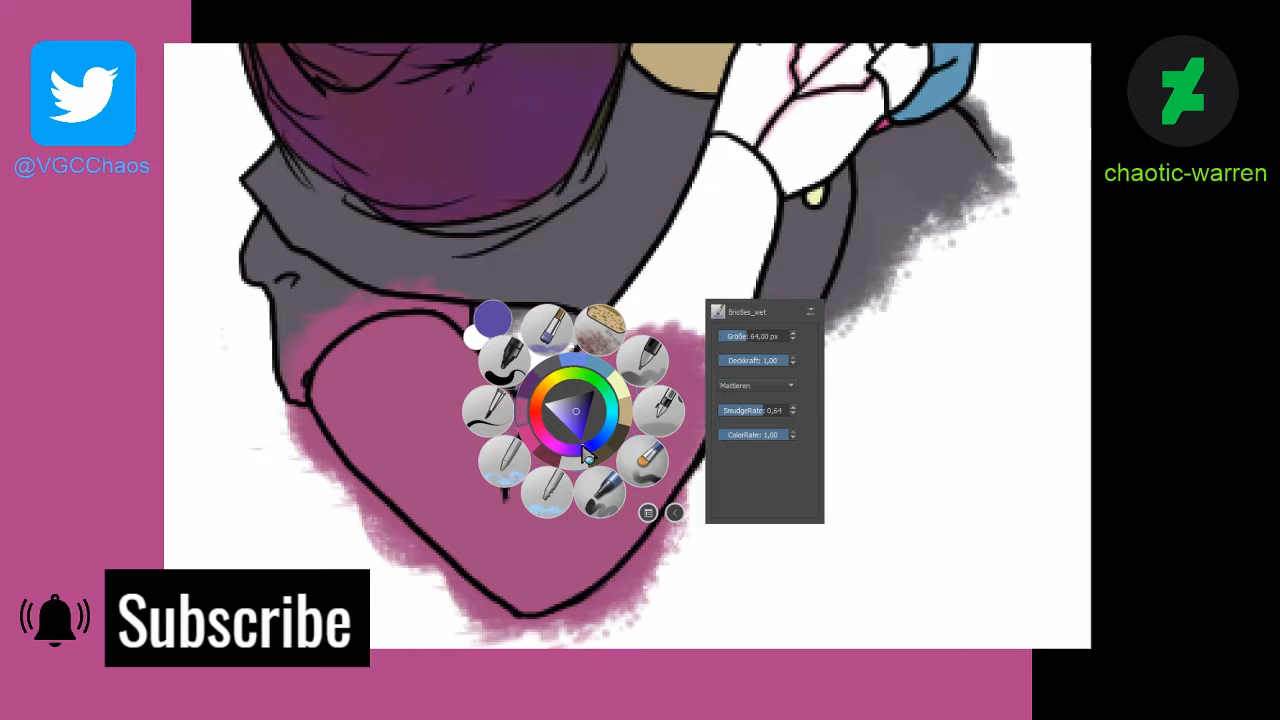 @VGCChaos
chaotic-warren
Bristles_wet
Größe: 64,00 px
Deckkraft: 1,00
Mattieren
SmudgeRate: 0,64
ColorRate: 1,00
Subscribe